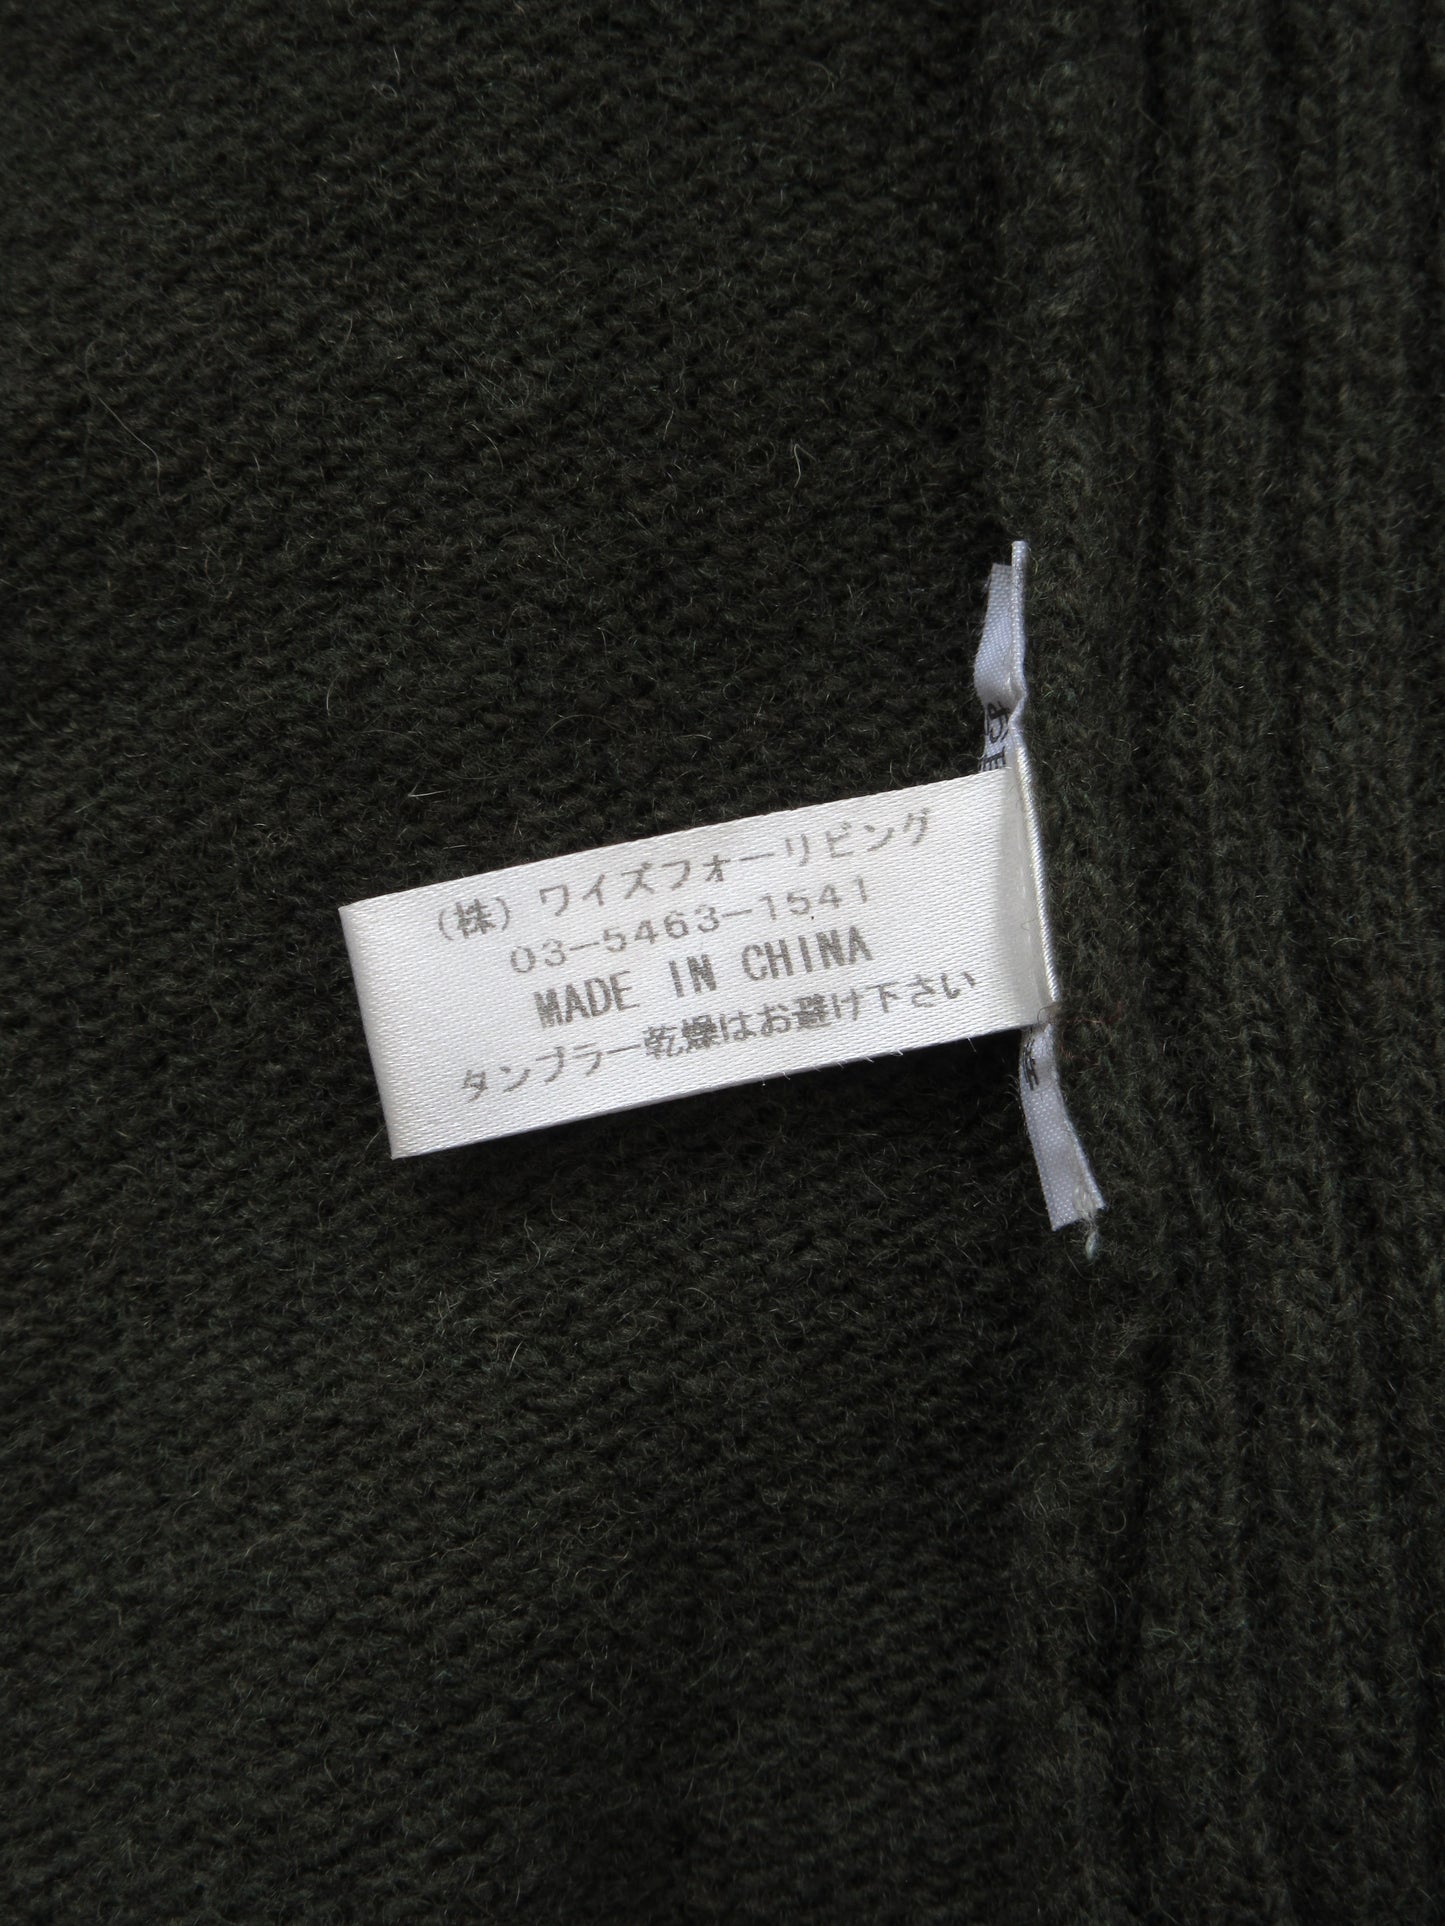 （株）ワイズフォーリビング
03-5463-1541
MADE IN CHINA
タンブラー乾燥はお避け下さい